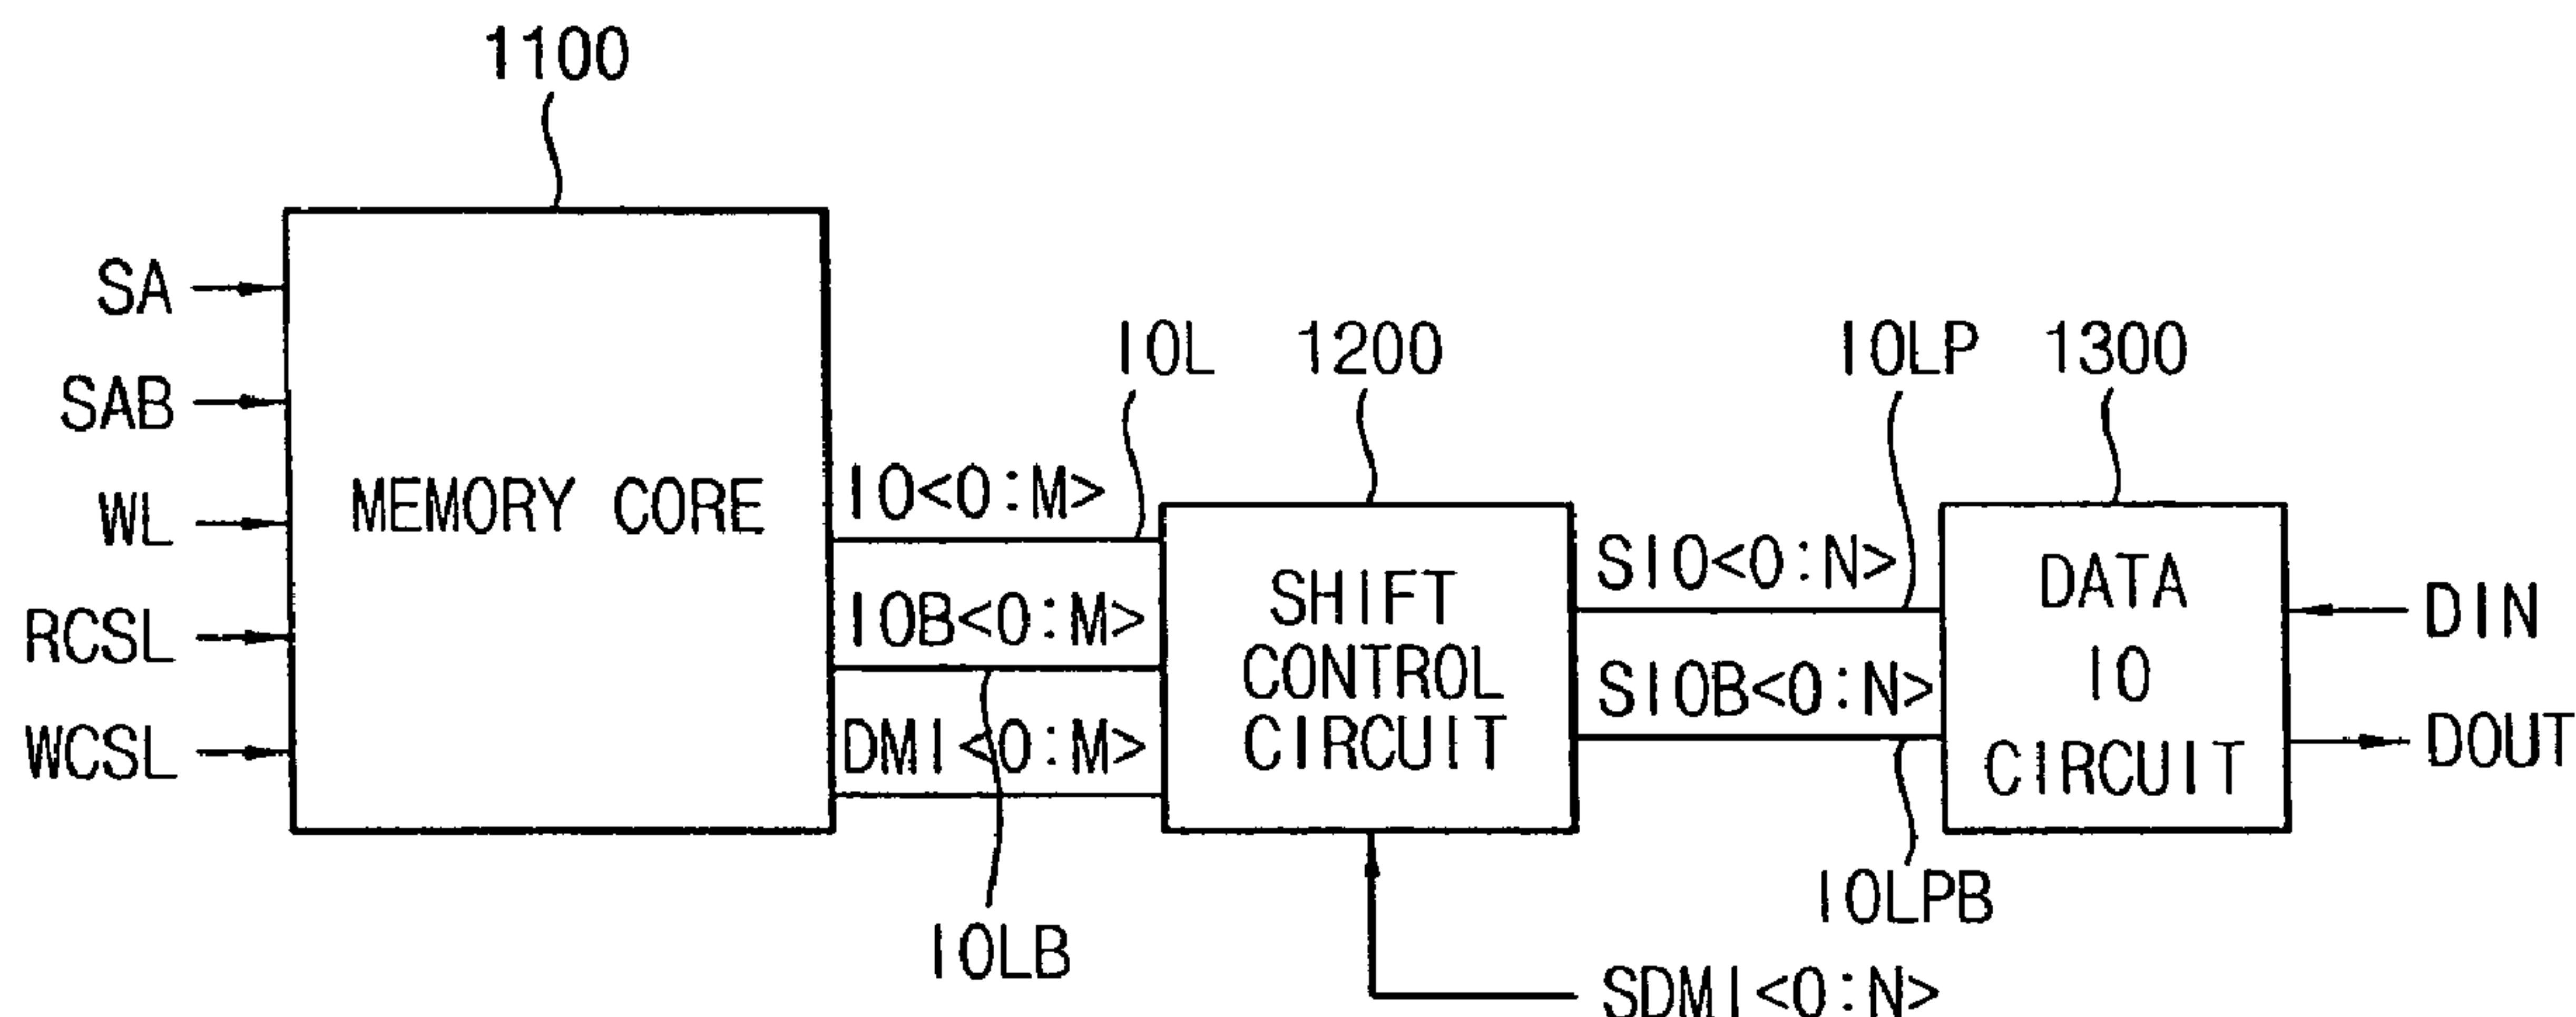 1100
SA
SAB
WL
RCSL
WCSL
MEMORY CORE
IO<0:M>
IOB<0:M>
DMI<0:M>
IOL
IOLB
1200
SHIFT
CONTROL
CIRCUIT
SDMI<0:N>
SIO<0:N>
SIOB<0:N>
IOLP
IOLPB
1300
DATA
IO
CIRCUIT
DIN
DOUT